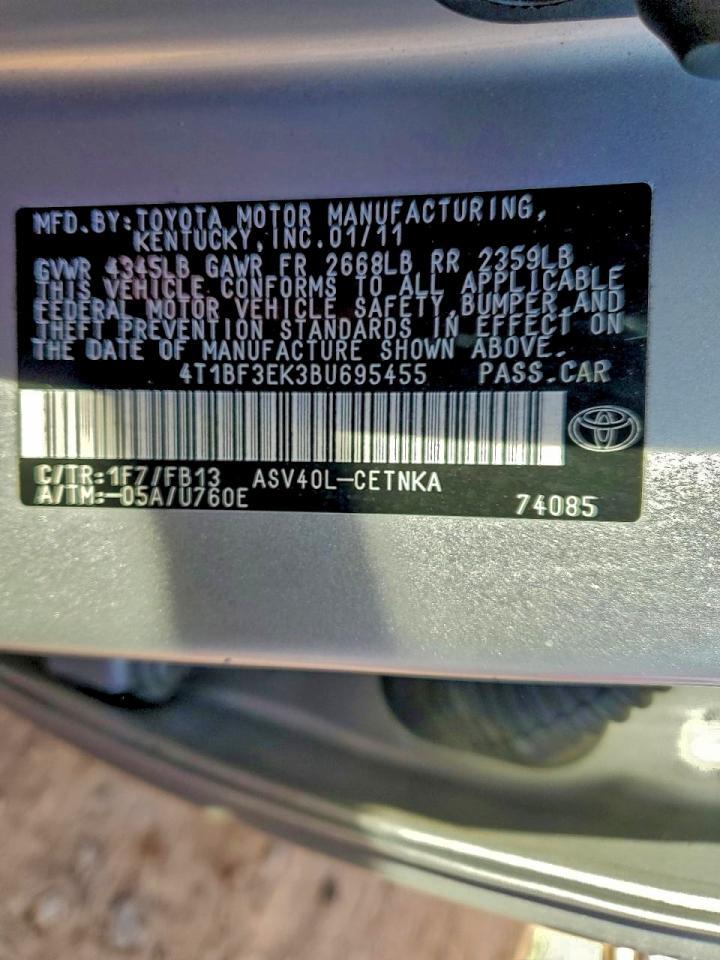 MFD. BY: TOYOTA MOTOR MANUFACTURING,
KENTUCKY, INC. 01/11
GVWR 4345LB GAWR FR 2668LB RR 2359LB
THIS VEHICLE CONFORMS TO ALL APPLICABLE
FEDERAL MOTOR VEHICLE SAFETY, BUMPER, AND
THEFT PREVENTION STANDARDS IN EFFECT ON
THE DATE OF MANUFACTURE SHOWN ABOVE.
4T1BF3EK3BU695455 PASS. CAR
C/TR: 1F7/FB13 ASV40L-CETNKA
A/TM: -05A/U760E 74085